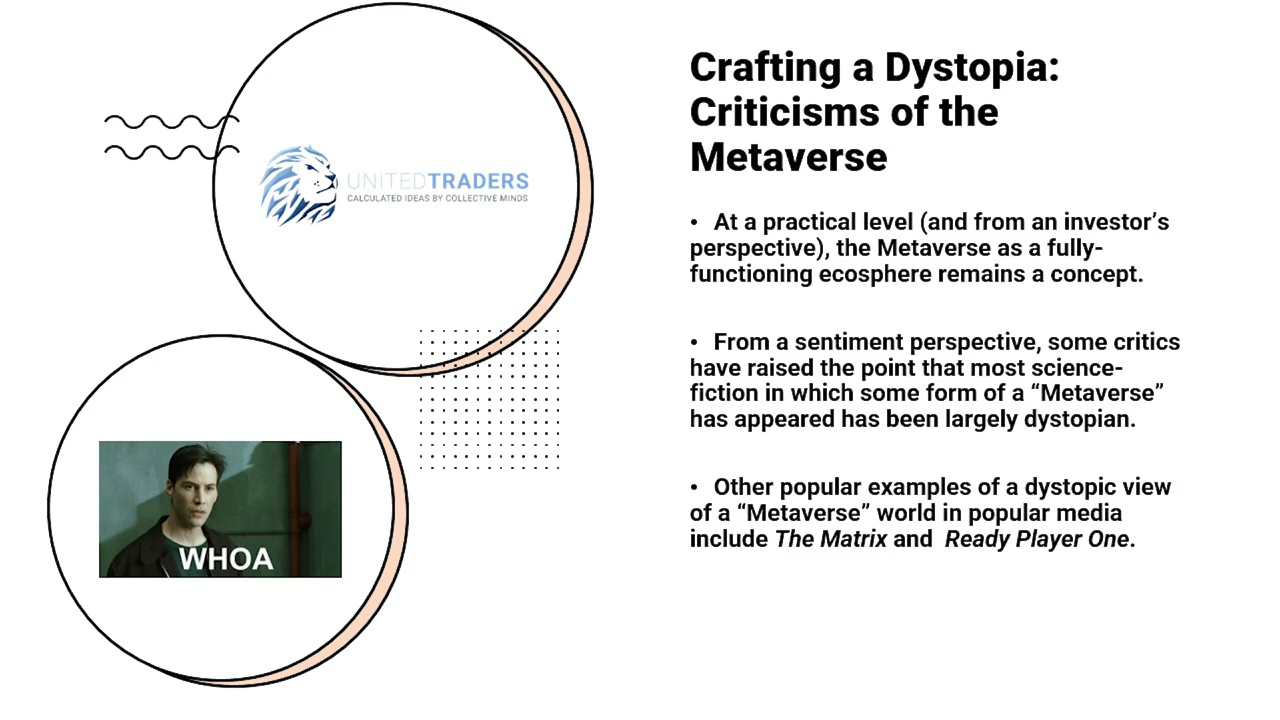 UNITEDTRADERS
CALCULATED IDEAS BY COLLECTIVE MINDS
WHOA
Crafting a Dystopia:
Criticisms of the
Metaverse
• At a practical level (and from an investor’s
perspective), the Metaverse as a fully-
functioning ecosphere remains a concept.
• From a sentiment perspective, some critics
have raised the point that most science-
fiction in which some form of a “Metaverse”
has appeared has been largely dystopian.
• Other popular examples of a dystopic view
of a “Metaverse” world in popular media
include The Matrix and Ready Player One.